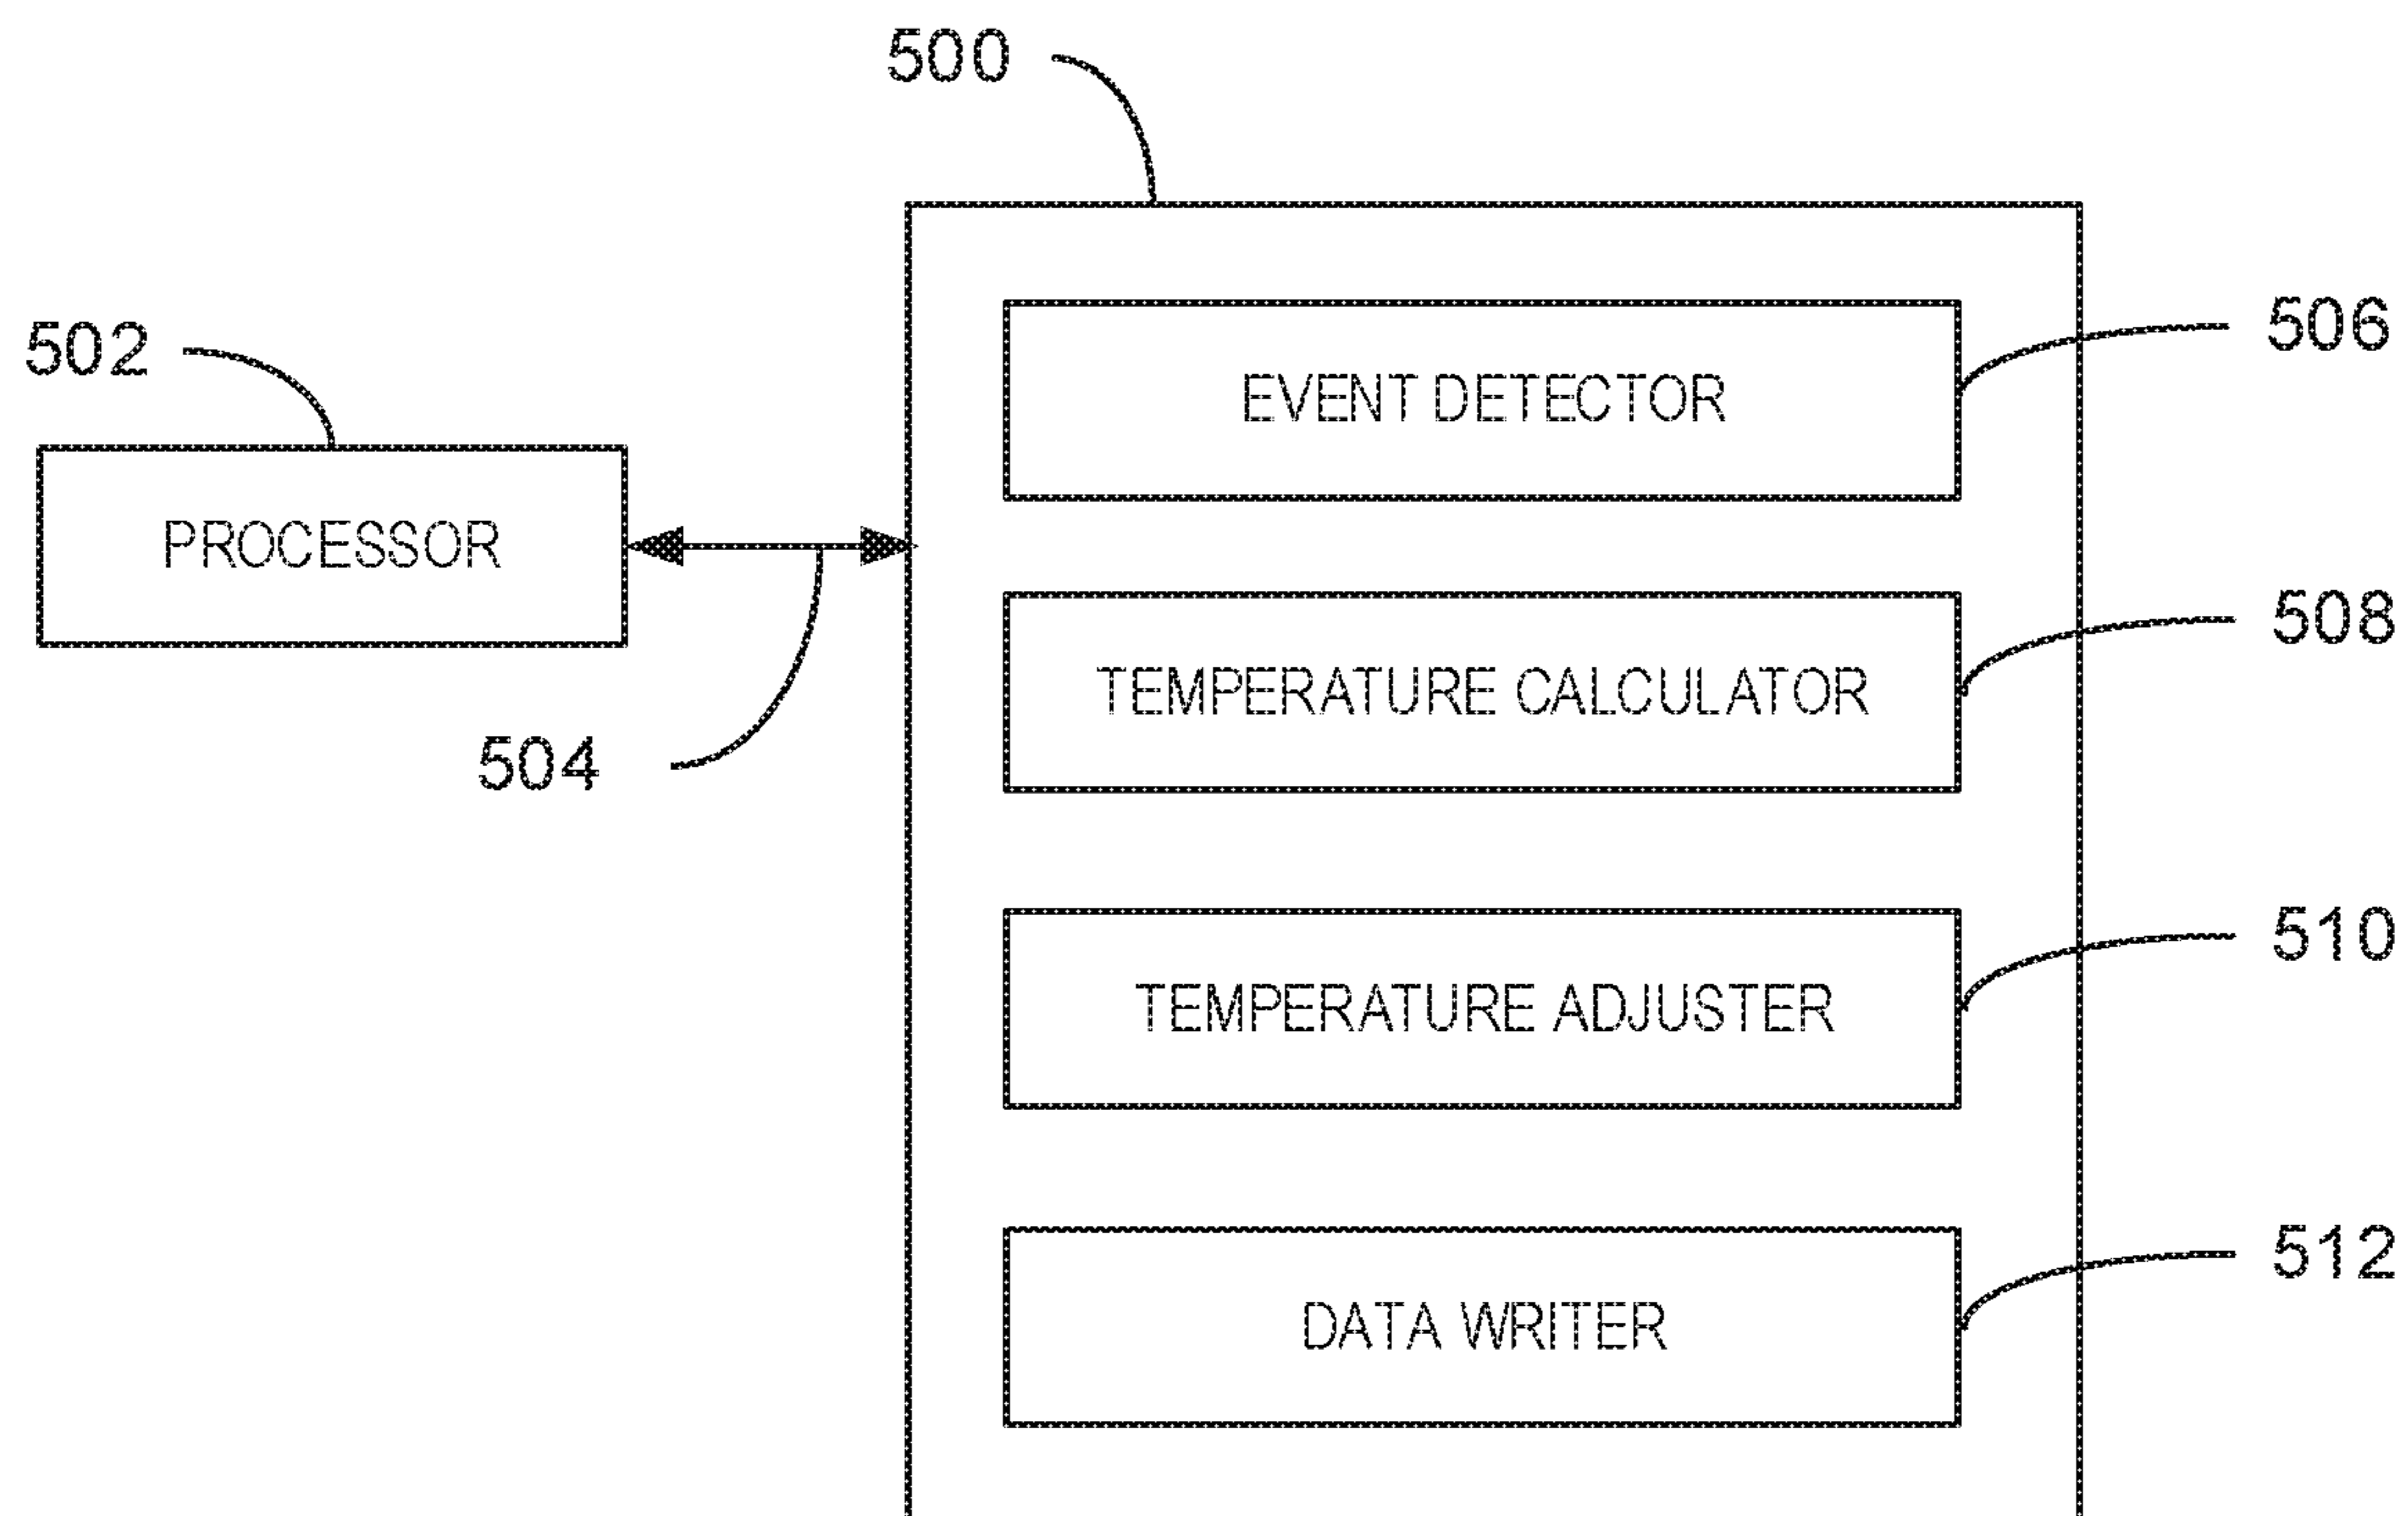 500
502
506
EVENT DETECTOR
PROCESSOR
508
TEMPERATURE CALCULATOR
504
510
TEMPERATURE ADJUSTER
512
DATA WRITER